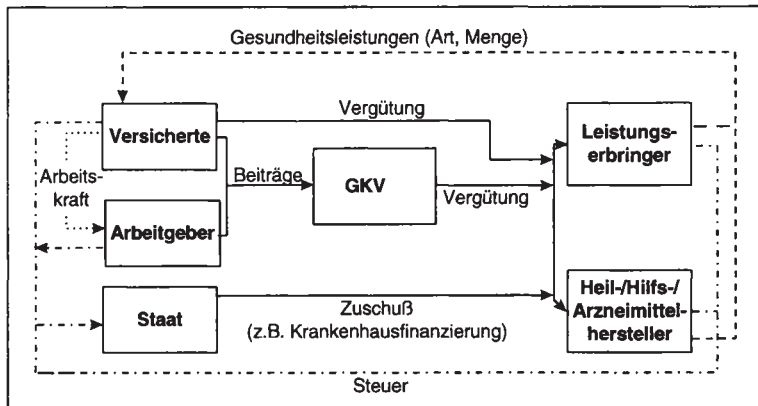 Gesundheitsleistungen (Art, Menge)
Versicherte
Vergütung
Leistungs-
erbringer
Arbeits-
kraft
Beiträge
GKV
Vergütung
Arbeitgeber
Staat
Zuschuß
(z.B. Krankenhausfinanzierung)
Heil-/Hilfs-/
Arzneimittel-
hersteller
Steuer